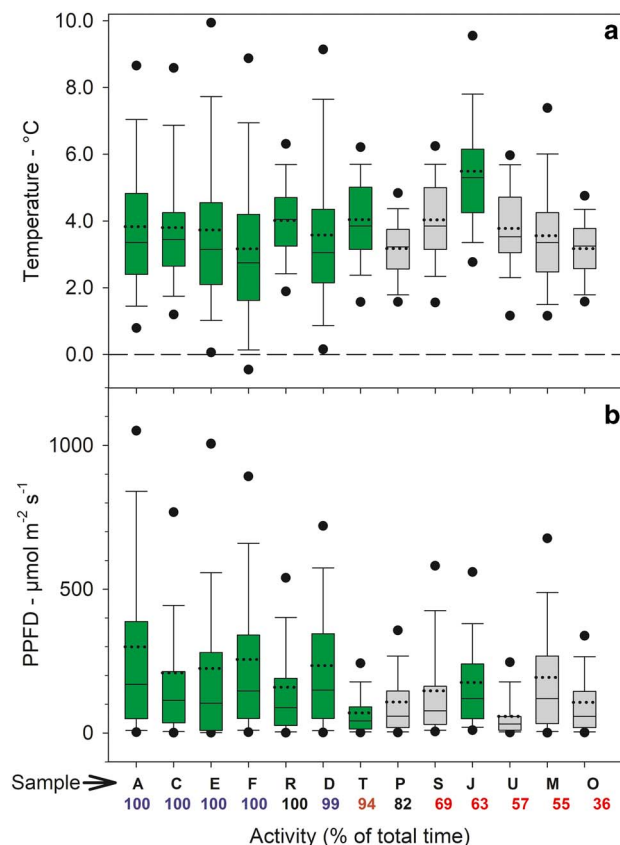 a
10.0
8.0
6.0
4.0
2.0
0.0
Temperature - °C
b
1000
500
0
PPFD - µmol m⁻² s⁻¹
Sample A C E F R D T P S J U M O
100 100 100 100 100 99 94 82 69 63 57 55 36
Activity (% of total time)